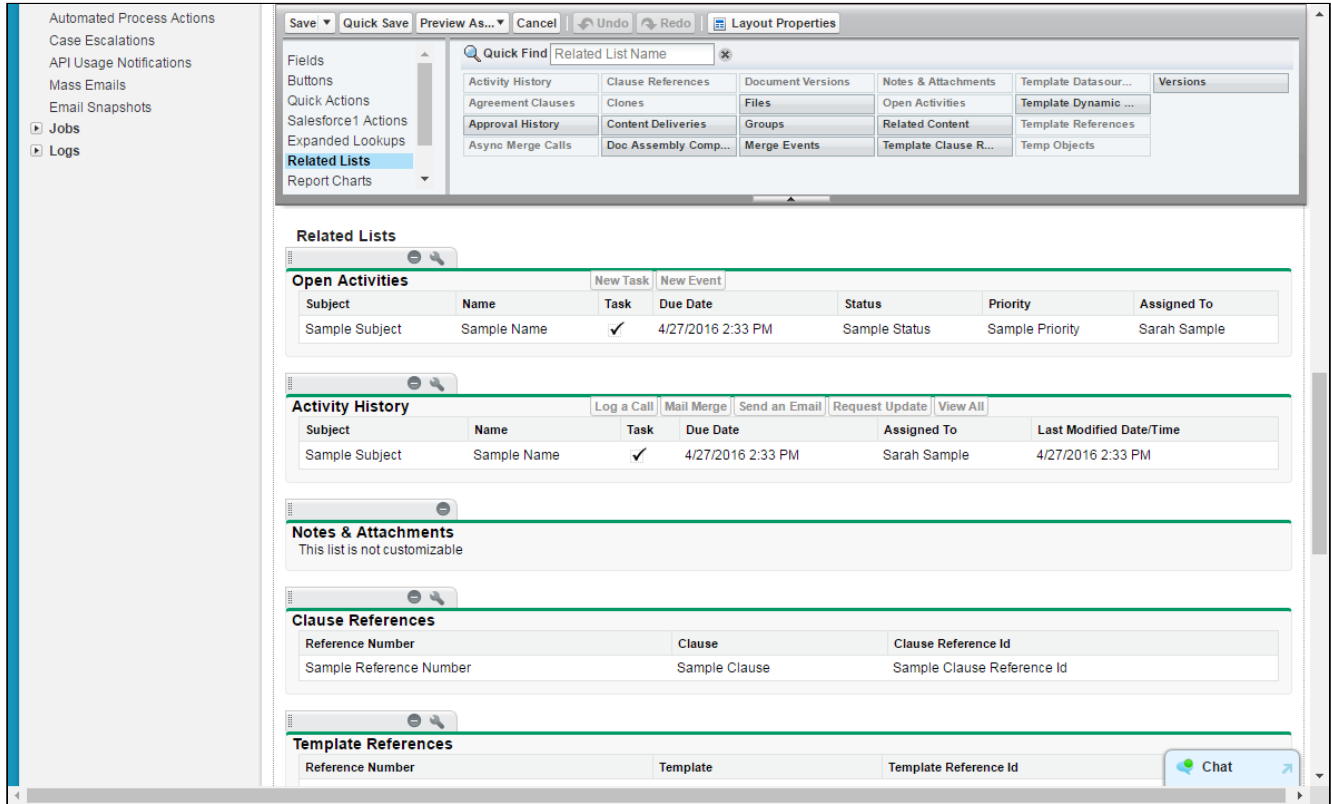 Automated Process Actions
Case Escalations
API Usage Notifications
Mass Emails
Email Snapshots
Jobs
Logs
Save Quick Save Preview As... Cancel Undo Redo Layout Properties
Fields
Buttons
Quick Actions
Salesforce1 Actions
Expanded Lookups
Related Lists
Report Charts
Quick Find Related List Name
Activity History Clause References Document Versions Notes & Attachments Template Datasour... Versions
Agreement Clauses Clones Files Open Activities Template Dynamic ...
Approval History Content Deliveries Groups Related Content Template References
Async Merge Calls Doc Assembly Comp... Merge Events Template Clause R... Temp Objects
Related Lists
Open Activities New Task New Event
Subject Name Task Due Date Status Priority Assigned To
Sample Subject Sample Name 4/27/2016 2:33 PM Sample Status Sample Priority Sarah Sample
Activity History Log a Call Mail Merge Send an Email Request Update View All
Subject Name Task Due Date Assigned To Last Modified Date/Time
Sample Subject Sample Name 4/27/2016 2:33 PM Sarah Sample 4/27/2016 2:33 PM
Notes & Attachments
This list is not customizable
Clause References
Reference Number Clause Clause Reference Id
Sample Reference Number Sample Clause Sample Clause Reference Id
Template References
Reference Number Template Template Reference Id
Chat